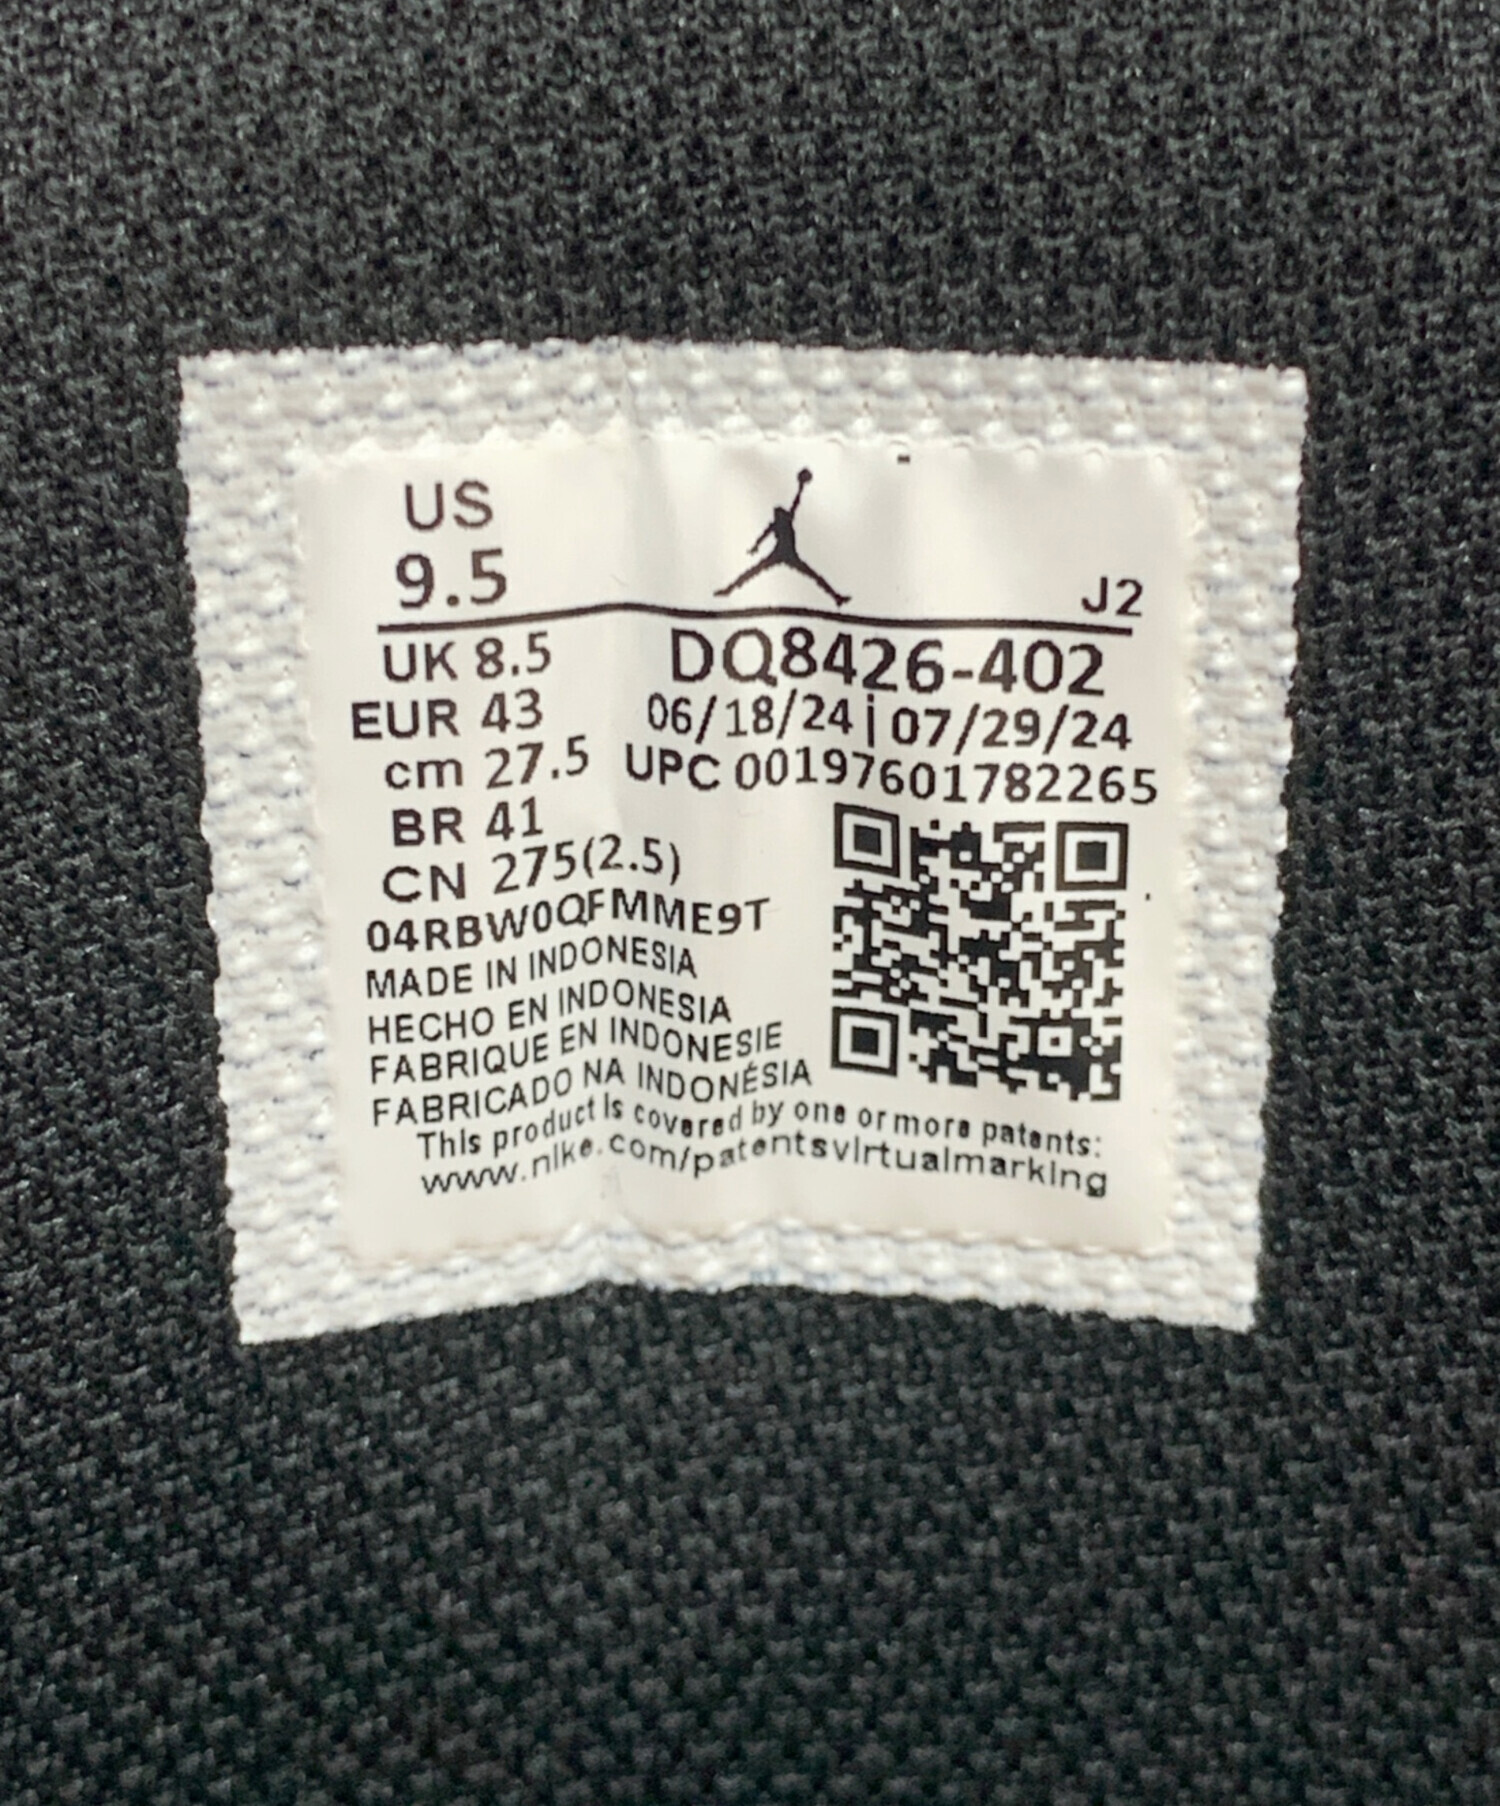 US
9.5
J2
UK 8.5
EUR 43
cm 27.5
BR 41
CN 275(2.5)
DQ8426-402
06/18/24 | 07/29/24
UPC 00197601782265
04RBW0QFMME9T
MADE IN INDONESIA
HECHO EN INDONESIA
FABRIQUE EN INDONESIE
FABRICADO NA INDONÉSIA
This product is covered by one or more patents:
www.nike.com/patentsvirtualmarking